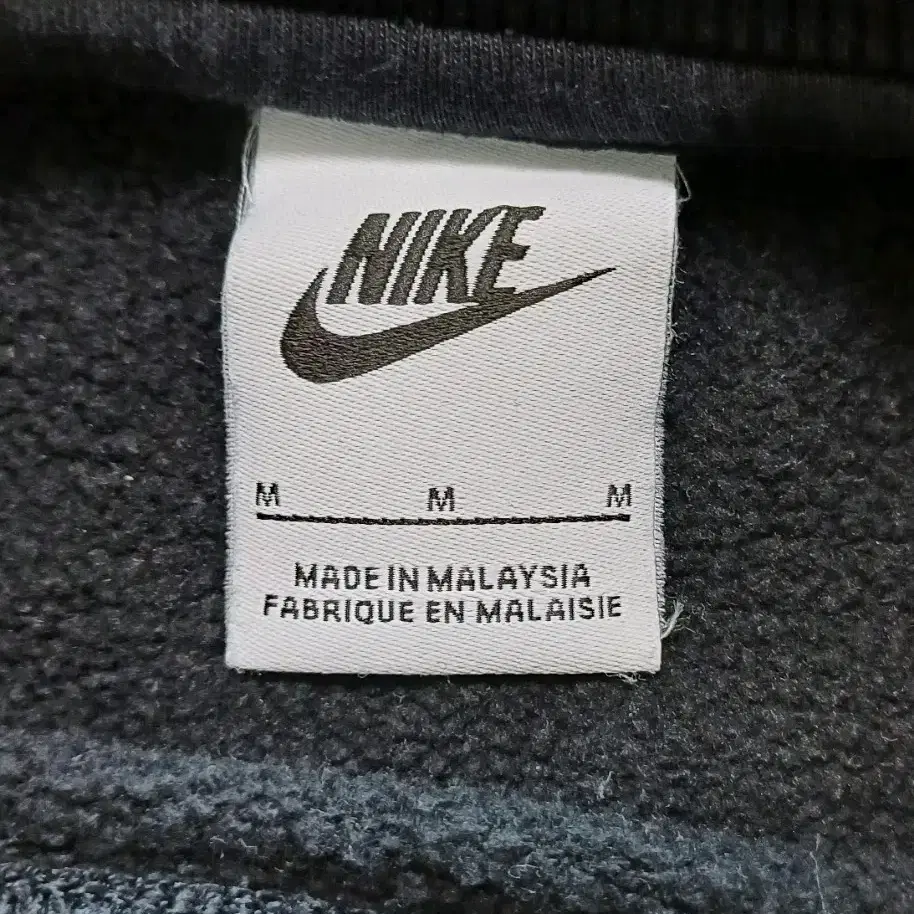 NIKE
M M M
MADE IN MALAYSIA
FABRIQUE EN MALAISIE